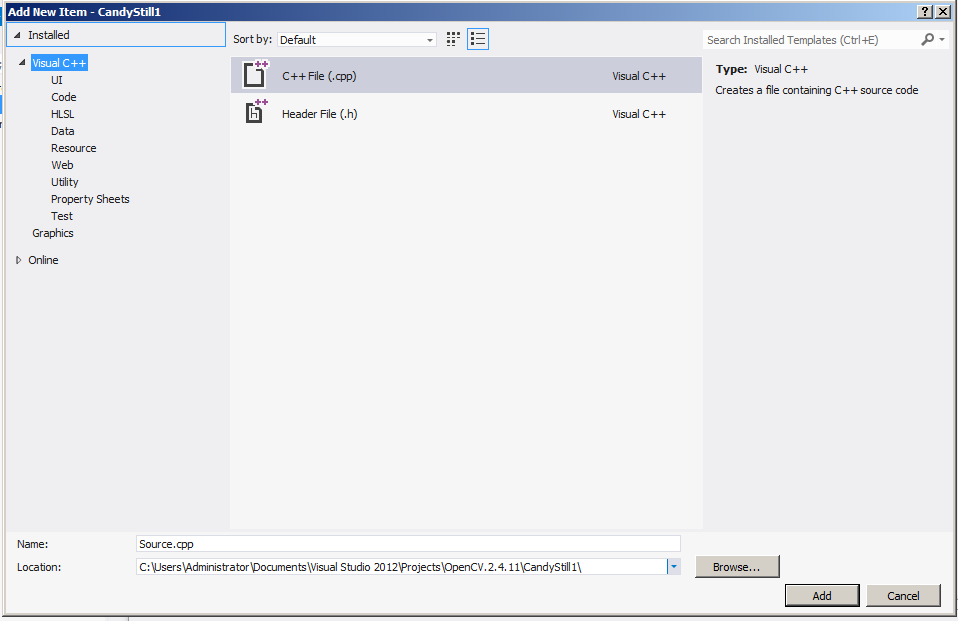 Add New Item - CandyStill1
Installed
Sort by: Default
Search Installed Templates (Ctrl+E)
Visual C++
UI
Code
HLSL
Data
Resource
Web
Utility
Property Sheets
Test
Graphics
Online
C++ File (.cpp) Visual C++
Header File (.h) Visual C++
Type: Visual C++
Creates a file containing C++ source code
Name: Source.cpp
Location: C:\Users\Administrator\Documents\Visual Studio 2012\Projects\OpenCV.2.4.11\CandyStill1\
Browse...
Add Cancel